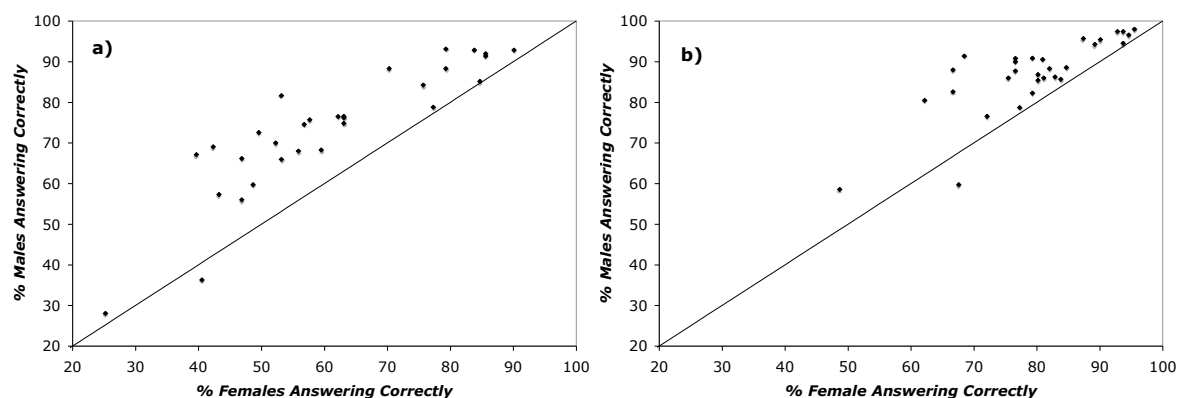 a)
% Males Answering Correctly
100
90
80
70
60
50
40
30
20
20 30 40 50 60 70 80 90 100
% Females Answering Correctly
b)
% Males Answering Correctly
100
90
80
70
60
50
40
30
20
20 30 40 50 60 70 80 90 100
% Female Answering Correctly